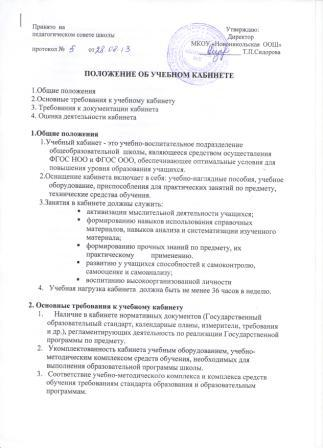 Принято на
педагогическом совете школы
протокол № 5 от 28.08.13
Утверждаю:
Директор
МКОУ «Новоникольская ООШ»
Т.П.Сидорова
ПОЛОЖЕНИЕ ОБ УЧЕБНОМ КАБИНЕТЕ
1.Общие положения
2.Основные требования к учебному кабинету
3. Требования к документации кабинета
4. Оценка деятельности кабинета
1.Общие положения
1.Учебный кабинет - это учебно-воспитательное подразделение
общеобразовательной школы, являющееся средством осуществления
ФГОС НОО и ФГОС ООО, обеспечивающее оптимальные условия для
повышения уровня образования учащихся.
2.Оснащение кабинета включает в себя: учебно-наглядные пособия, учебное
оборудование, приспособления для практических занятий по предмету,
технические средства обучения.
3.Занятия в кабинете должны служить:
• активизации мыслительной деятельности учащихся;
• формированию навыков использования справочных
материалов, навыков анализа и систематизации изученного
материала;
• формированию прочных знаний по предмету, их
практическому применению.
• развитию у учащихся способностей к самоконтролю,
самооценке и самоанализу;
• воспитанию высокоорганизованной личности
4. Учебная нагрузка кабинета должна быть не менее 36 часов в неделю.
2. Основные требования к учебному кабинету
1. Наличие в кабинете нормативных документов (Государственный
образовательный стандарт, календарные планы, измерители, требования
и др.), регламентирующих деятельность по реализации Государственной
программы по предмету.
2. Укомплектованность кабинета учебным оборудованием, учебно-
методическим комплексом средств обучения, необходимых для
выполнения образовательной программы школы.
3. Соответствие учебно-методического комплекса и комплекса средств
обучения требованиям стандарта образования и образовательным
программам.